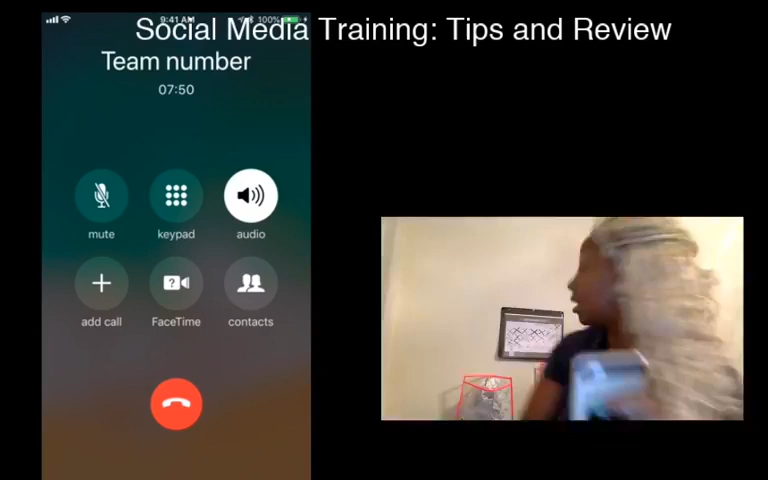 Social Media Training: Tips and Review
9:41 AM
100%
Team number
07:50
mute keypad audio
add call FaceTime contacts